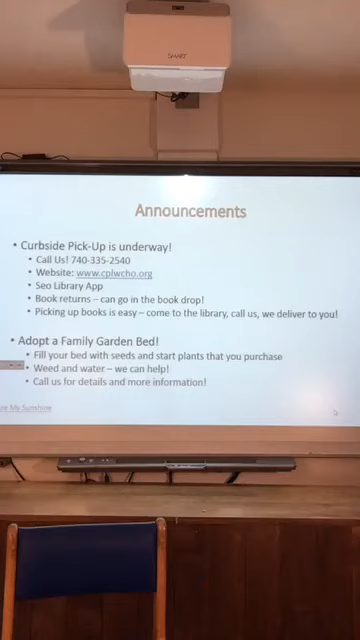 SMART
Announcements
• Curbside Pick-Up is underway!
• Call Us! 740-335-2540
• Website: www.cplwcho.org
• Seo Library App
• Book returns – can go in the book drop!
• Picking up books is easy – come to the library, call us, we deliver to you!
• Adopt a Family Garden Bed!
• Fill your bed with seeds and start plants that you purchase
• Weed and water – we can help!
• Call us for details and more information!
My Sunshine